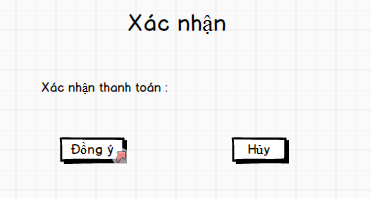 Xác nhận
Xác nhận thanh toán :
Đồng ý
Hủy